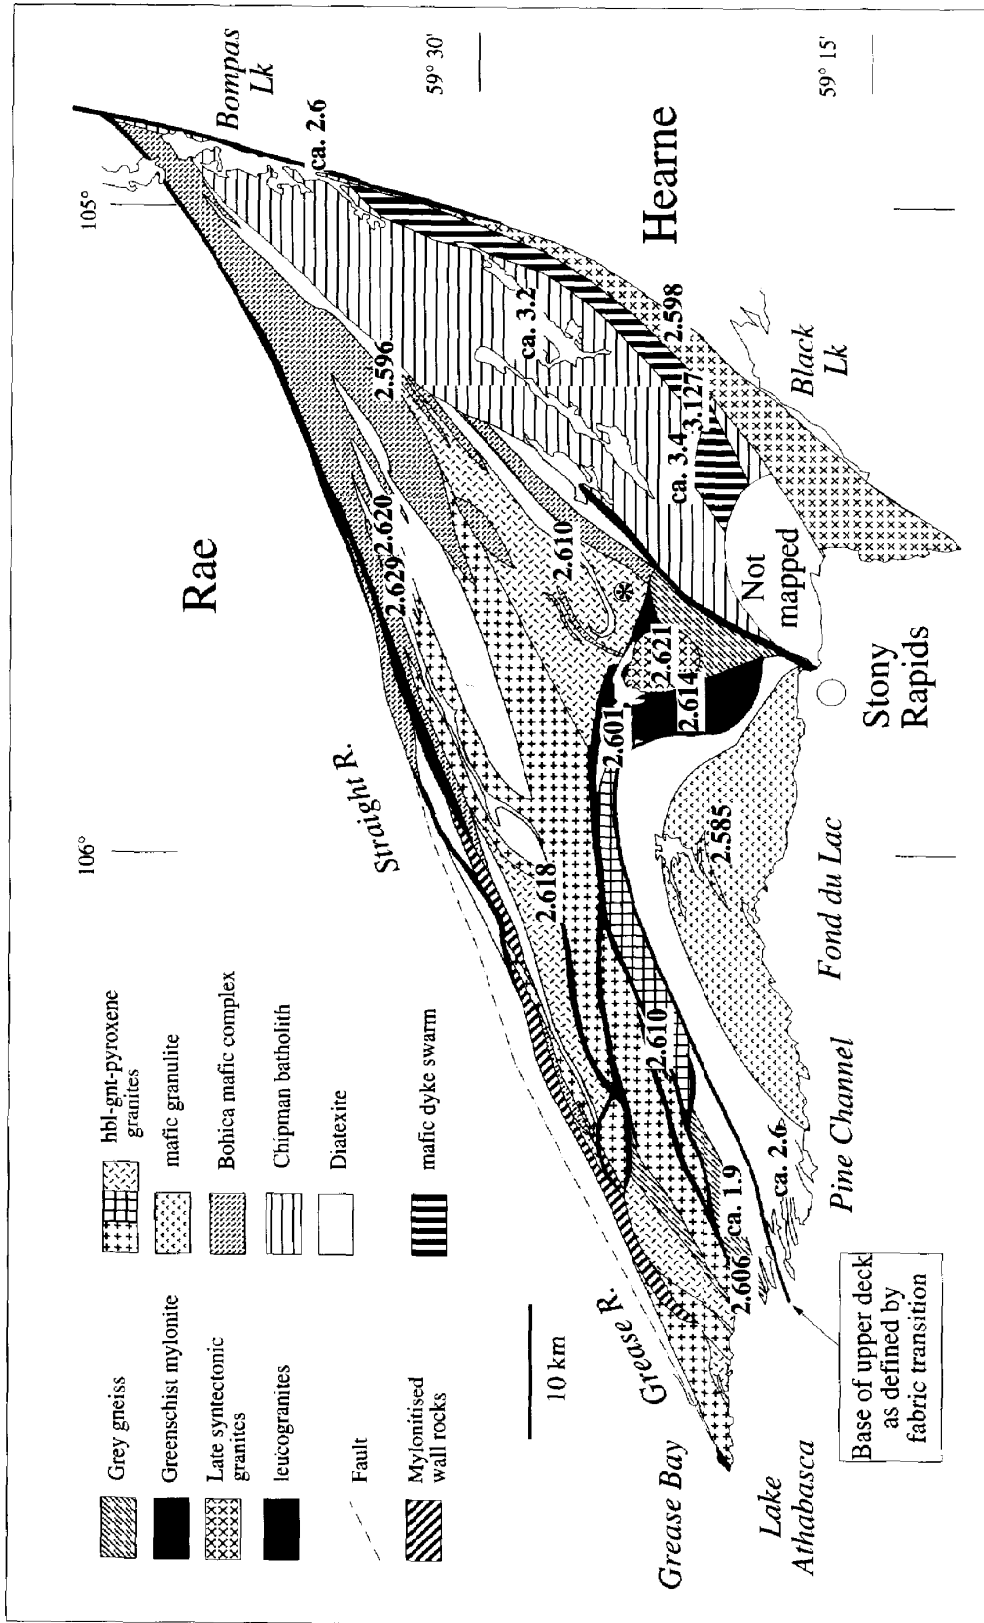 Grey gneiss
Greenschist mylonite
Late syntectonic
granites
leucogranites
Fault
Mylonitised
wall rocks
hbl-gnt-pyroxene
granites
mafic granulite
Bohica mafic complex
Chipman batholith
Diatexite
mafic dyke swarm
106°
105°
Bompas
Lk
59° 30'
59° 15'
Rae
Hearne
Straight R.
Grease R.
10 km
Grease Bay
Lake
Athabasca
Base of upper deck
as defined by
fabric transition
Pine Channel
Fond du Lac
Stony
Rapids
Not
mapped
Black
Lk
ca. 2.6
2.596
ca. 3.2
2.598
3.127
ca. 3.4
2.620
2.629
2.610
*
2.621
2.614
2.601
2.585
2.618
2.610
ca. 1.9
ca. 2.6
2.606